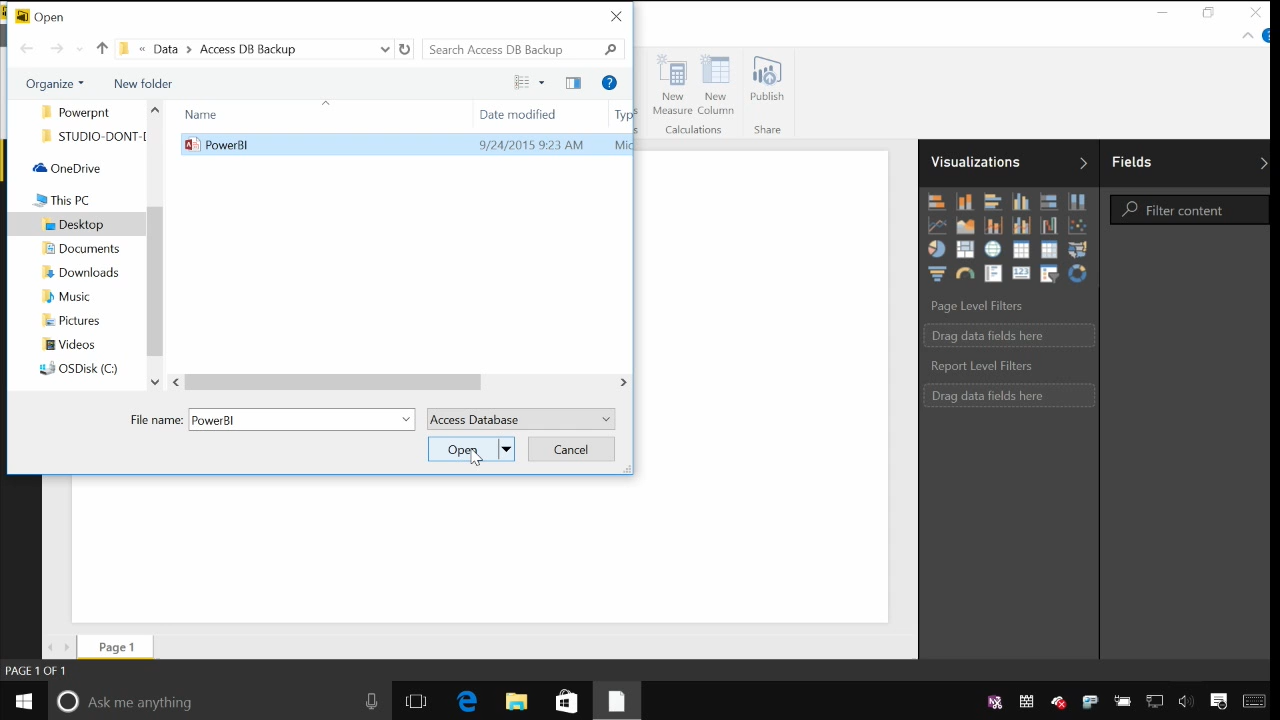 Open
« Data > Access DB Backup
Search Access DB Backup
Organize
New folder
Name
Date modified
Typ
Powerpnt
STUDIO-DONT-D
OneDrive
This PC
Desktop
Documents
Downloads
Music
Pictures
Videos
OSDisk (C:)
PowerBI
9/24/2015 9:23 AM
Mic
File name:
PowerBI
Access Database
Open
Cancel
New Measure
New Column
Publish
Calculations
Share
Visualizations
Fields
Filter content
Page Level Filters
Drag data fields here
Report Level Filters
Drag data fields here
Page 1
PAGE 1 OF 1
Ask me anything